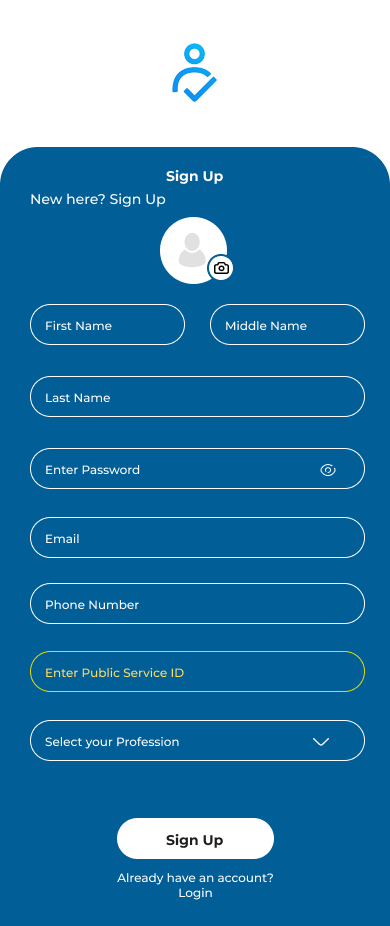 Sign Up
New here? Sign Up
First Name
Middle Name
Last Name
Enter Password
Email
Phone Number
Enter Public Service ID
Select your Profession
Sign Up
Already have an account?
Login